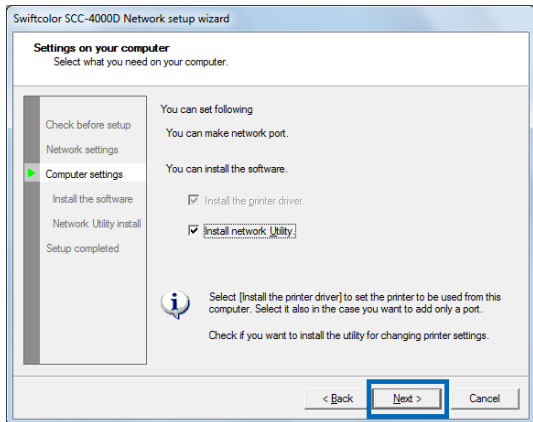 Swiftcolor SCC-4000D Network setup wizard
Settings on your computer
Select what you need on your computer.
Check before setup
Network settings
Computer settings
Install the software
Network Utility install
Setup completed
You can set following
You can make network port.
You can install the software.
Install the printer driver.
Install network Utility.
Select [Install the printer driver] to set the printer to be used from this
computer. Select it also in the case you want to add only a port.
Check if you want to install the utility for changing printer settings.
< Back
Next >
Cancel